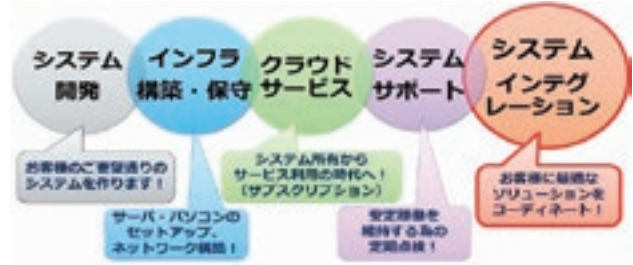 システム
開発
インフラ
構築・保守
クラウド
サービス
システム
サポート
システム
インテグ
レーション
お客様のご要望通りの
システムを作ります！
サーバ・パソコンの
セットアップ、
ネットワーク構築！
システム所有から
サービス利用の時代へ！
（サブスクリプション）
安定稼働を
維持する為の
定期点検！
お客様に最適な
ソリューションを
コーディネート！